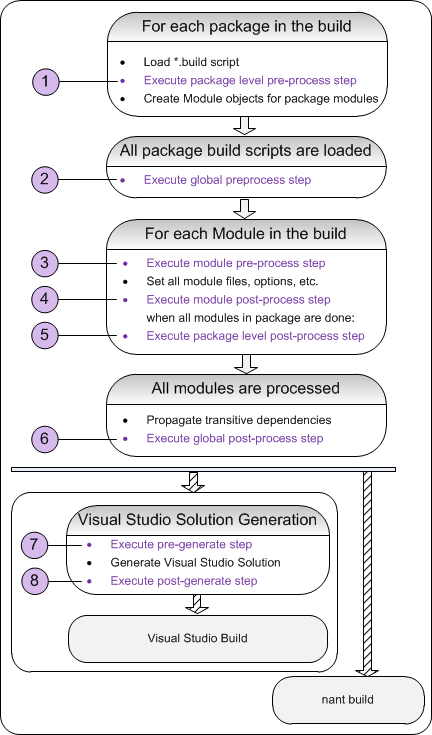 For each package in the build
Load *.build script
1
Execute package level pre-process step
Create Module objects for package modules
All package build scripts are loaded
2
Execute global preprocess step
For each Module in the build
3
Execute module pre-process step
Set all module files, options, etc.
4
Execute module post-process step
when all modules in package are done:
5
Execute package level post-process step
All modules are processed
Propagate transitive dependencies
6
Execute global post-process step
Visual Studio Solution Generation
7
Execute pre-generate step
Generate Visual Studio Solution
8
Execute post-generate step
Visual Studio Build
nant build